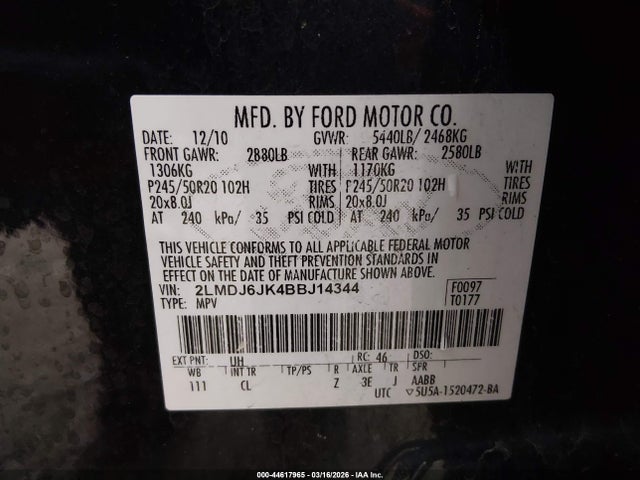 MFD. BY FORD MOTOR CO.
DATE: 12/10 GVWR: 5440LB/ 2468KG
FRONT GAWR: 2880LB REAR GAWR: 2580LB
1306KG WITH 1170KG WITH
P245/50R20 102H TIRES P245/50R20 102H TIRES
20x8.0J RIMS 20x8.0J RIMS
AT 240 kPa/ 35 PSI COLD AT 240 kPa/ 35 PSI COLD
THIS VEHICLE CONFORMS TO ALL APPLICABLE FEDERAL MOTOR
VEHICLE SAFETY AND THEFT PREVENTION STANDARDS IN
EFFECT ON THE DATE OF MANUFACTURE SHOWN ABOVE.
VIN: 2LMDJ6JK4BBJ14344 F0097
TYPE: MPV T0177
EXT PNT: UH RC: 46 DSO:
WB INT TR TP/PS R AXLE TR SPR
111 CL Z 3E J AABB
UTC 5U5A-1520472-BA
000-44617965 - 03/16/2026 - IAA Inc.